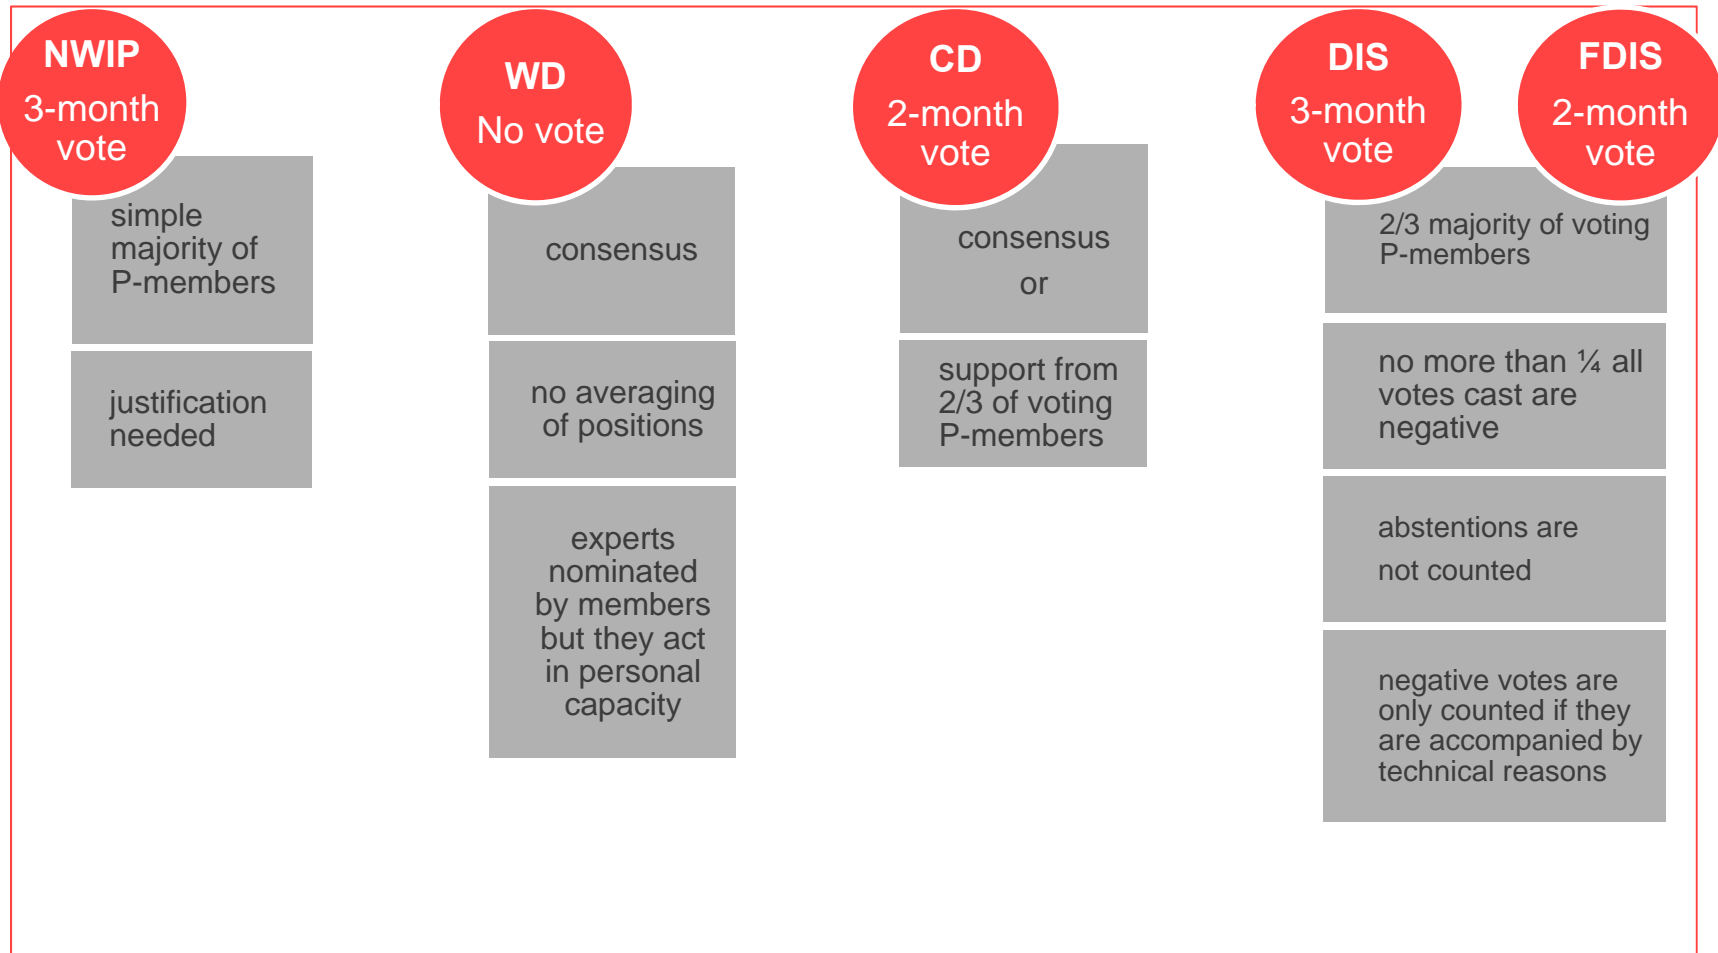 NWIP
3-month
vote
simple
majority of
P-members
justification
needed
WD
No vote
consensus
no averaging
of positions
experts
nominated
by members
but they act
in personal
capacity
CD
2-month
vote
consensus
or
support from
2/3 of voting
P-members
DIS
3-month
vote
FDIS
2-month
vote
2/3 majority of voting
P-members
no more than ¼ all
votes cast are
negative
abstentions are
not counted
negative votes are
only counted if they
are accompanied by
technical reasons